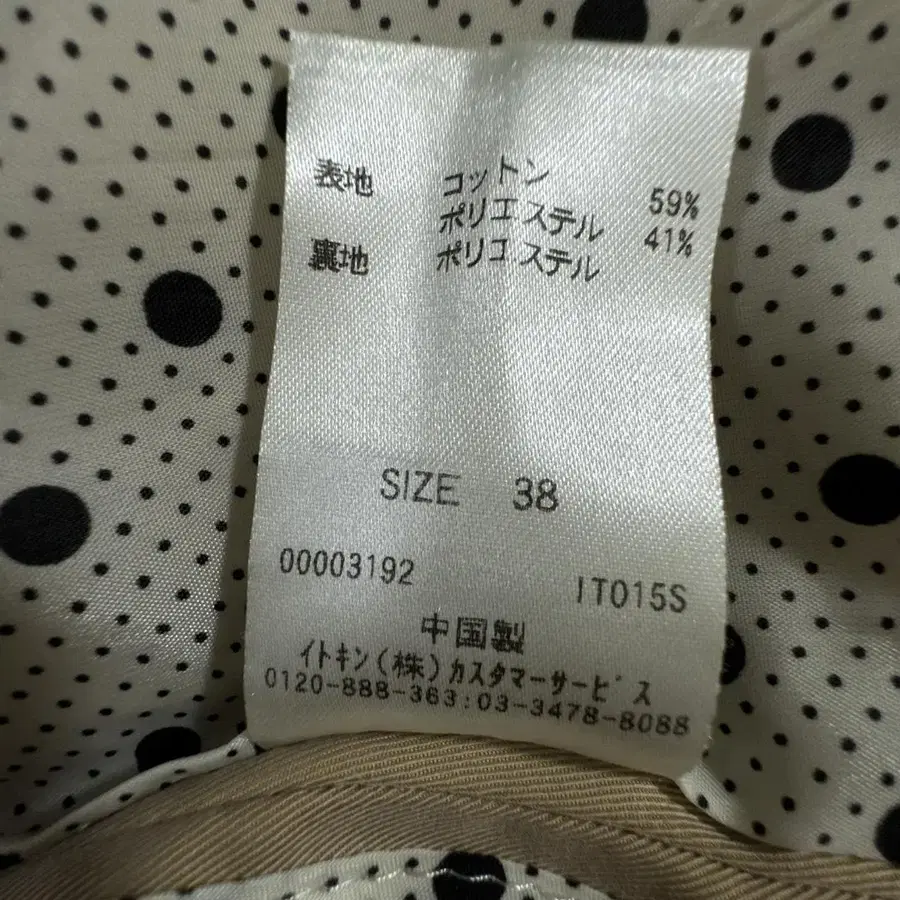 表地 コットン 59%
ポリエステル 41%
裏地 ポリエステル
SIZE 38
00003192 IT015S
中国製
イトキン(株)カスタマーサービス
0120-888-363:03-3478-8088